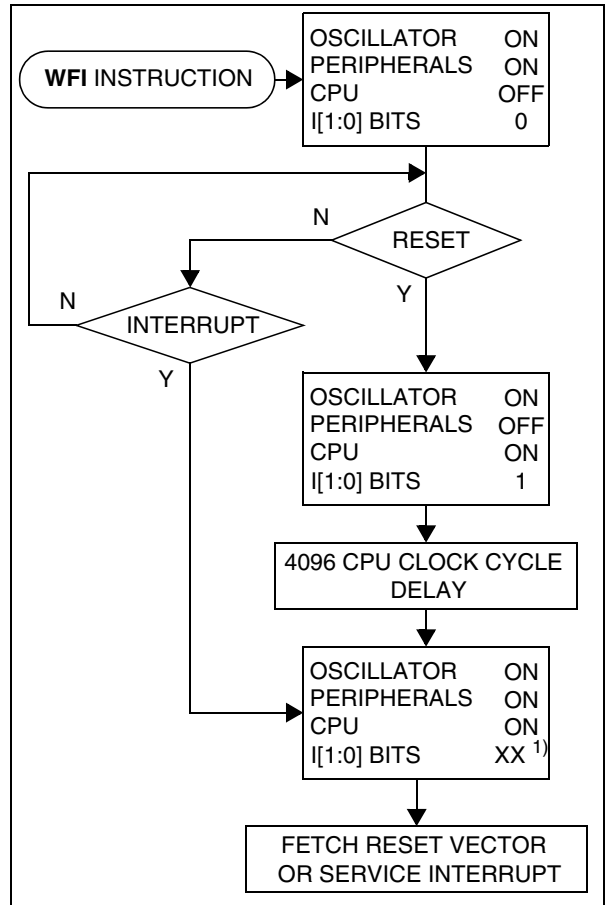 WFI INSTRUCTION
OSCILLATOR ON
PERIPHERALS ON
CPU OFF
I[1:0] BITS 0
N
RESET
Y
N
INTERRUPT
Y
OSCILLATOR ON
PERIPHERALS OFF
CPU ON
I[1:0] BITS 1
4096 CPU CLOCK CYCLE
DELAY
OSCILLATOR ON
PERIPHERALS ON
CPU ON
I[1:0] BITS XX 1)
FETCH RESET VECTOR
OR SERVICE INTERRUPT